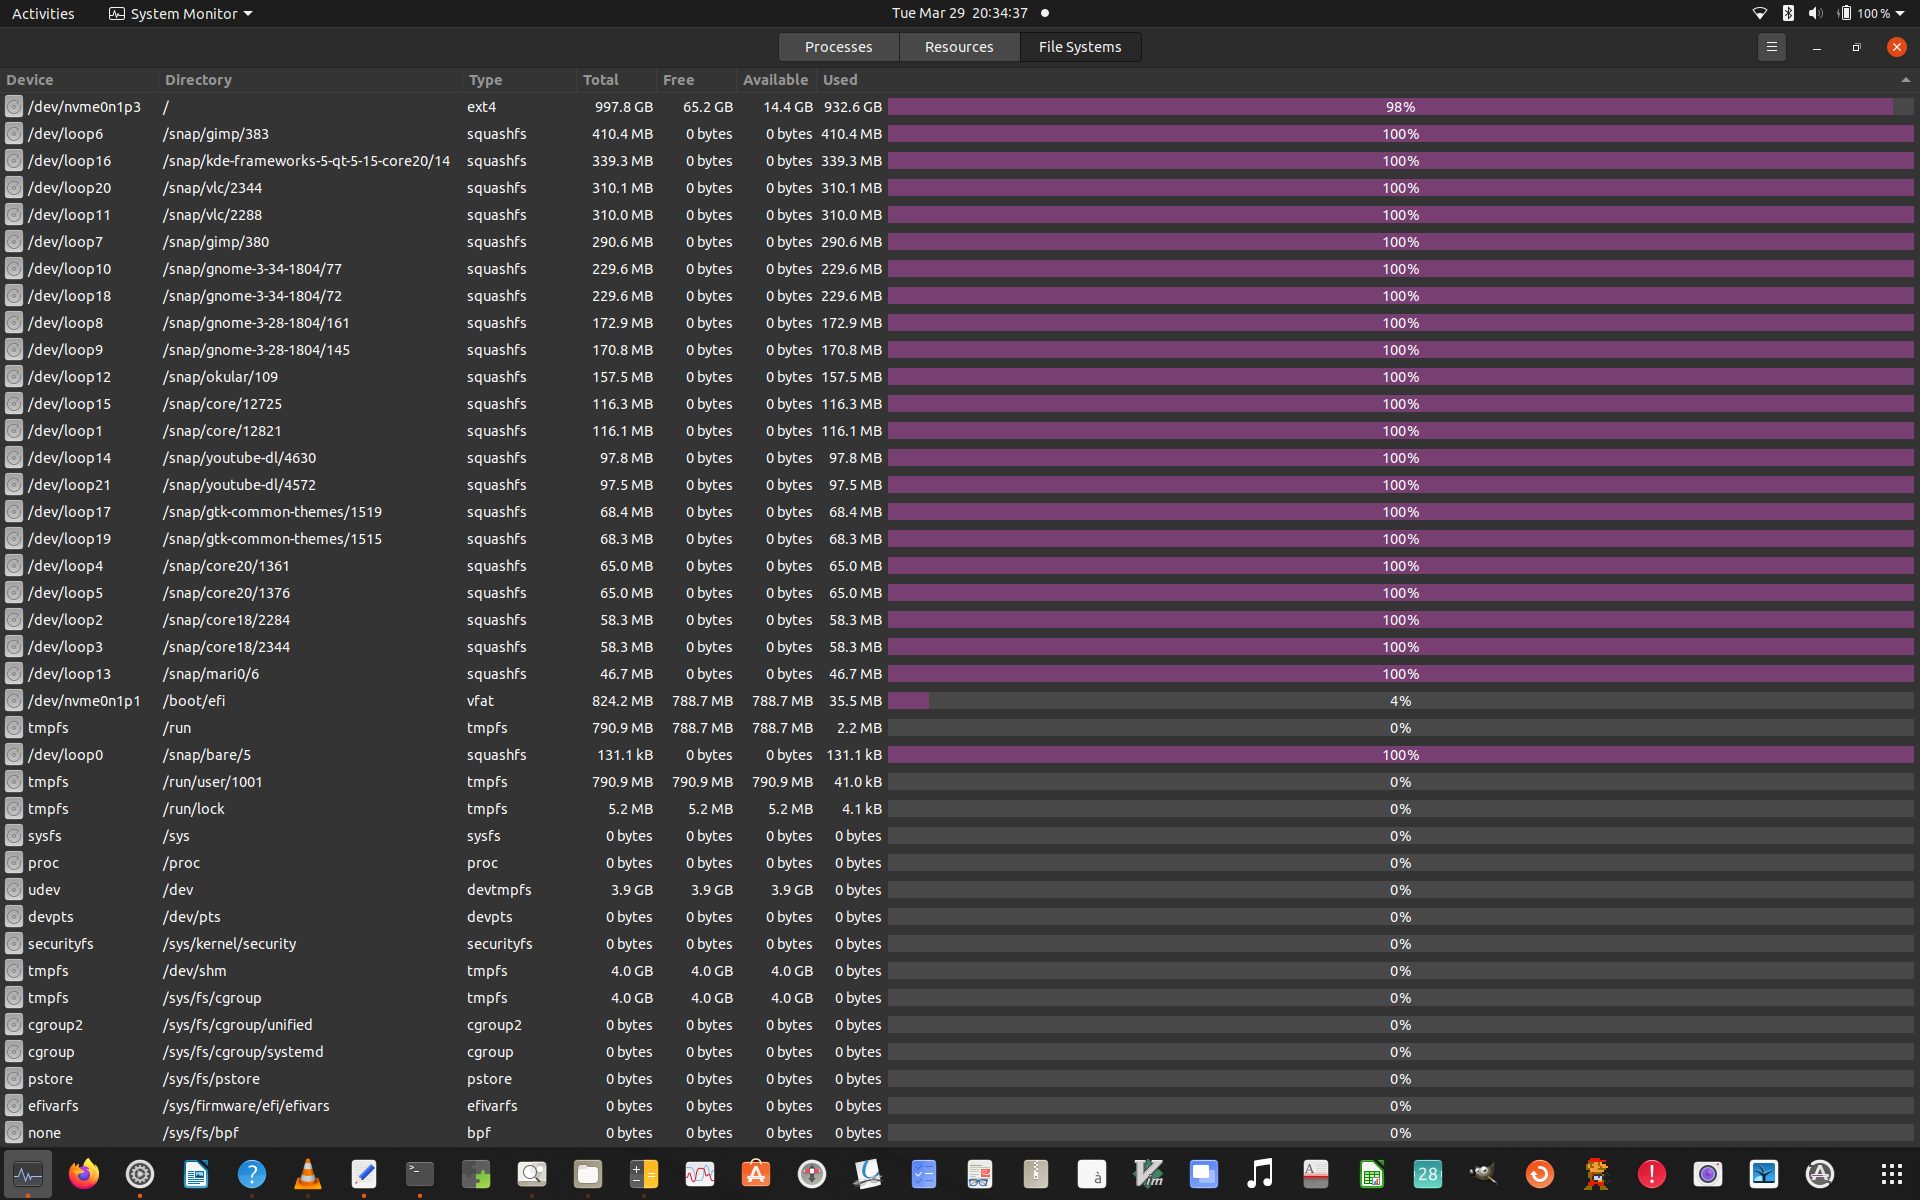 Activities System Monitor Tue Mar 29 20:34:37 100 %
Processes Resources File Systems
Device Directory Type Total Free Available Used
/dev/nvme0n1p3 / ext4 997.8 GB 65.2 GB 14.4 GB 932.6 GB 98%
/dev/loop6 /snap/gimp/383 squashfs 410.4 MB 0 bytes 0 bytes 410.4 MB 100%
/dev/loop16 /snap/kde-frameworks-5-qt-5-15-core20/14 squashfs 339.3 MB 0 bytes 0 bytes 339.3 MB 100%
/dev/loop20 /snap/vlc/2344 squashfs 310.1 MB 0 bytes 0 bytes 310.1 MB 100%
/dev/loop11 /snap/vlc/2288 squashfs 310.0 MB 0 bytes 0 bytes 310.0 MB 100%
/dev/loop7 /snap/gimp/380 squashfs 290.6 MB 0 bytes 0 bytes 290.6 MB 100%
/dev/loop10 /snap/gnome-3-34-1804/77 squashfs 229.6 MB 0 bytes 0 bytes 229.6 MB 100%
/dev/loop18 /snap/gnome-3-34-1804/72 squashfs 229.6 MB 0 bytes 0 bytes 229.6 MB 100%
/dev/loop8 /snap/gnome-3-28-1804/161 squashfs 172.9 MB 0 bytes 0 bytes 172.9 MB 100%
/dev/loop9 /snap/gnome-3-28-1804/145 squashfs 170.8 MB 0 bytes 0 bytes 170.8 MB 100%
/dev/loop12 /snap/okular/109 squashfs 157.5 MB 0 bytes 0 bytes 157.5 MB 100%
/dev/loop15 /snap/core/12725 squashfs 116.3 MB 0 bytes 0 bytes 116.3 MB 100%
/dev/loop1 /snap/core/12821 squashfs 116.1 MB 0 bytes 0 bytes 116.1 MB 100%
/dev/loop14 /snap/youtube-dl/4630 squashfs 97.8 MB 0 bytes 0 bytes 97.8 MB 100%
/dev/loop21 /snap/youtube-dl/4572 squashfs 97.5 MB 0 bytes 0 bytes 97.5 MB 100%
/dev/loop17 /snap/gtk-common-themes/1519 squashfs 68.4 MB 0 bytes 0 bytes 68.4 MB 100%
/dev/loop19 /snap/gtk-common-themes/1515 squashfs 68.3 MB 0 bytes 0 bytes 68.3 MB 100%
/dev/loop4 /snap/core20/1361 squashfs 65.0 MB 0 bytes 0 bytes 65.0 MB 100%
/dev/loop5 /snap/core20/1376 squashfs 65.0 MB 0 bytes 0 bytes 65.0 MB 100%
/dev/loop2 /snap/core18/2284 squashfs 58.3 MB 0 bytes 0 bytes 58.3 MB 100%
/dev/loop3 /snap/core18/2344 squashfs 58.3 MB 0 bytes 0 bytes 58.3 MB 100%
/dev/loop13 /snap/mari0/6 squashfs 46.7 MB 0 bytes 0 bytes 46.7 MB 100%
/dev/nvme0n1p1 /boot/efi vfat 824.2 MB 788.7 MB 788.7 MB 35.5 MB 4%
tmpfs /run tmpfs 790.9 MB 788.7 MB 788.7 MB 2.2 MB 0%
/dev/loop0 /snap/bare/5 squashfs 131.1 kB 0 bytes 0 bytes 131.1 kB 100%
tmpfs /run/user/1001 tmpfs 790.9 MB 790.9 MB 790.9 MB 41.0 kB 0%
tmpfs /run/lock tmpfs 5.2 MB 5.2 MB 5.2 MB 4.1 kB 0%
sysfs /sys sysfs 0 bytes 0 bytes 0 bytes 0 bytes 0%
proc /proc proc 0 bytes 0 bytes 0 bytes 0 bytes 0%
udev /dev devtmpfs 3.9 GB 3.9 GB 3.9 GB 0 bytes 0%
devpts /dev/pts devpts 0 bytes 0 bytes 0 bytes 0 bytes 0%
securityfs /sys/kernel/security securityfs 0 bytes 0 bytes 0 bytes 0 bytes 0%
tmpfs /dev/shm tmpfs 4.0 GB 4.0 GB 4.0 GB 0 bytes 0%
tmpfs /sys/fs/cgroup tmpfs 4.0 GB 4.0 GB 4.0 GB 0 bytes 0%
cgroup2 /sys/fs/cgroup/unified cgroup2 0 bytes 0 bytes 0 bytes 0 bytes 0%
cgroup /sys/fs/cgroup/systemd cgroup 0 bytes 0 bytes 0 bytes 0 bytes 0%
pstore /sys/fs/pstore pstore 0 bytes 0 bytes 0 bytes 0 bytes 0%
efivarfs /sys/firmware/efi/efivars efivarfs 0 bytes 0 bytes 0 bytes 0 bytes 0%
none /sys/fs/bpf bpf 0 bytes 0 bytes 0 bytes 0 bytes 0%
? à Vim A 28